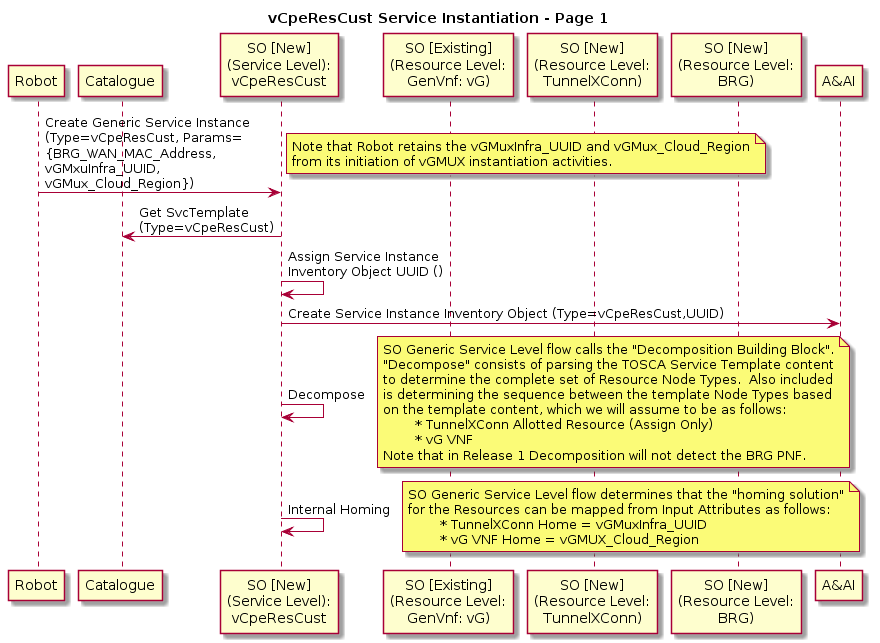 vCpeResCust Service Instantiation - Page 1
Robot
Catalogue
SO [New]
(Service Level):
vCpeResCust
SO [Existing]
(Resource Level:
GenVnf: vG)
SO [New]
(Resource Level:
TunnelXConn)
SO [New]
(Resource Level:
BRG)
A&AI
Create Generic Service Instance
(Type=vCpeResCust, Params=
{BRG_WAN_MAC_Address,
vGMxuInfra_UUID,
vGMux_Cloud_Region})
Note that Robot retains the vGMuxInfra_UUID and vGMux_Cloud_Region
from its initiation of vGMUX instantiation activities.
Get SvcTemplate
(Type=vCpeResCust)
Assign Service Instance
Inventory Object UUID ()
Create Service Instance Inventory Object (Type=vCpeResCust,UUID)
Decompose
SO Generic Service Level flow calls the "Decomposition Building Block".
"Decompose" consists of parsing the TOSCA Service Template content
to determine the complete set of Resource Node Types.  Also included
is determining the sequence between the template Node Types based
on the template content, which we will assume to be as follows:
* TunnelXConn Allotted Resource (Assign Only)
* vG VNF
Note that in Release 1 Decomposition will not detect the BRG PNF.
Internal Homing
SO Generic Service Level flow determines that the "homing solution"
for the Resources can be mapped from Input Attributes as follows:
* TunnelXConn Home = vGMuxInfra_UUID
* vG VNF Home = vGMUX_Cloud_Region
Robot
Catalogue
SO [New]
(Service Level):
vCpeResCust
SO [Existing]
(Resource Level:
GenVnf: vG)
SO [New]
(Resource Level:
TunnelXConn)
SO [New]
(Resource Level:
BRG)
A&AI